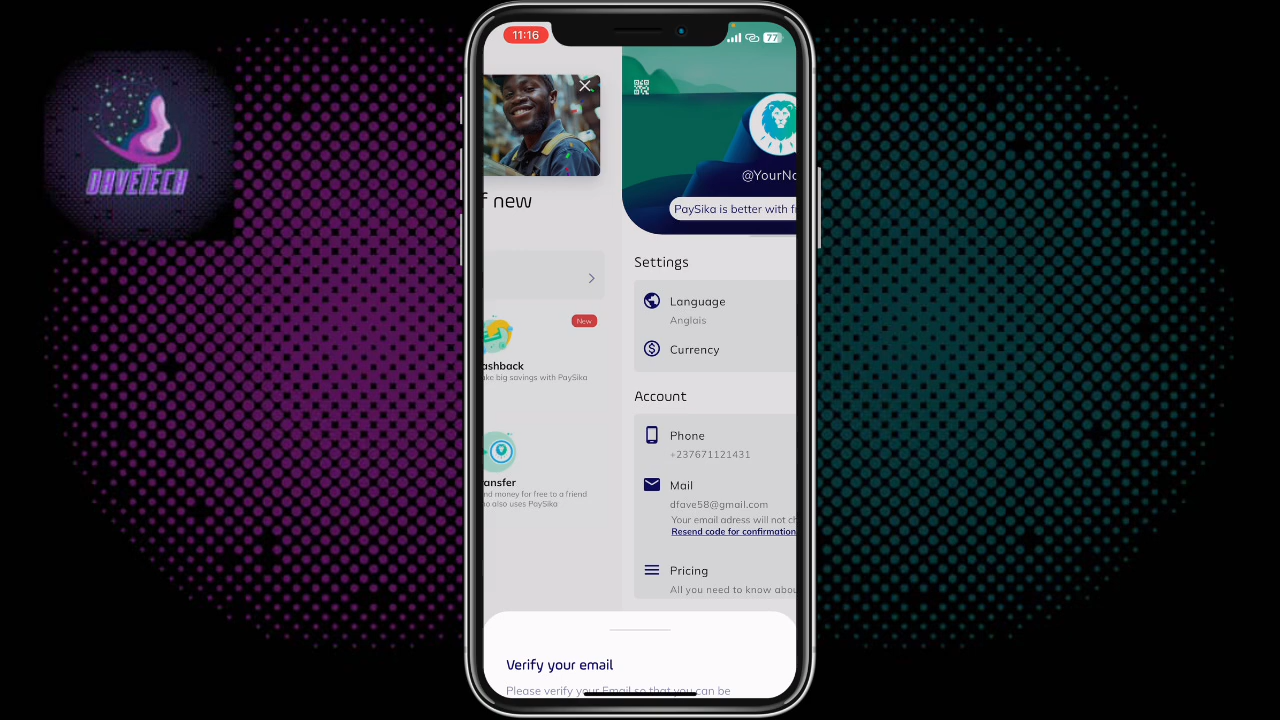 DAVETECH
11:16
77
f new
New
ashback
ake big savings with PaySika
ansfer
nd money for free to a friend
ho also uses PaySika
@YourNa
PaySika is better with fr
Settings
Language
Anglais
Currency
Account
Phone
+237671121431
Mail
dfave58@gmail.com
Your email adress will not ch
Resend code for confirmation
Pricing
All you need to know abou
Verify your email
Please verify your Email so that you can be